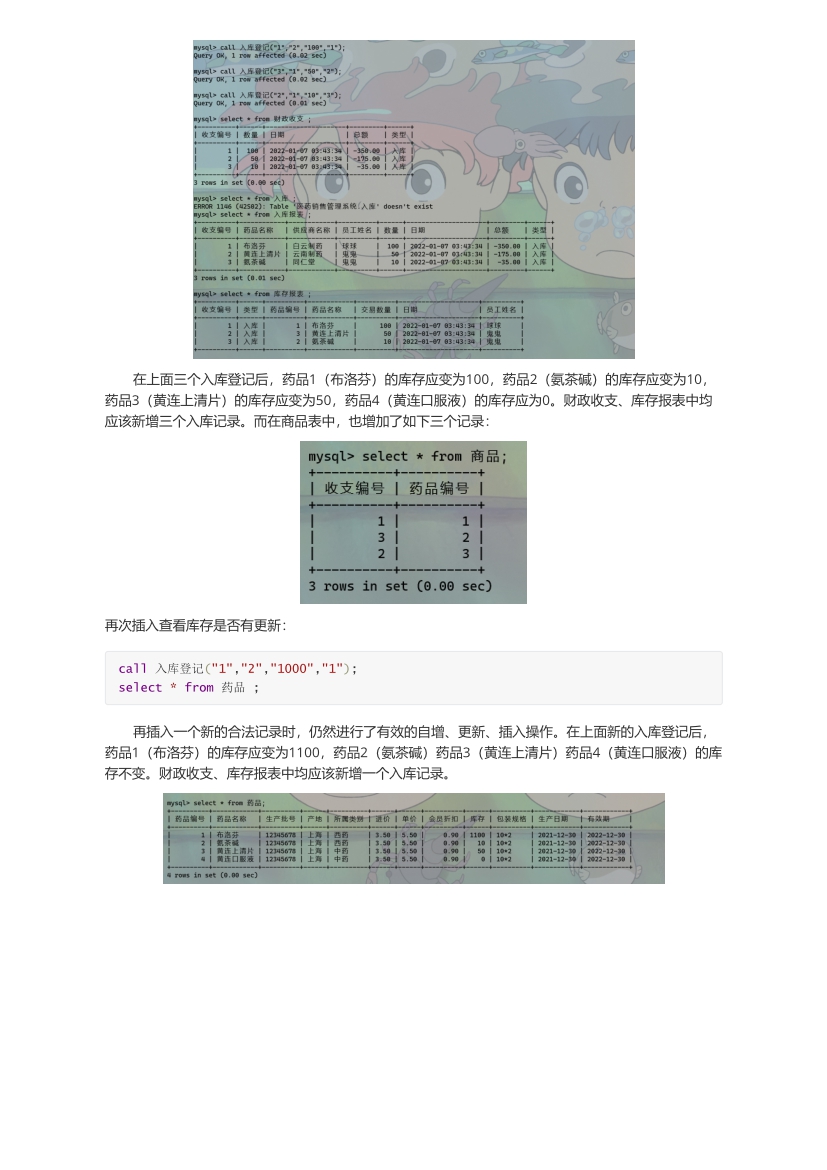 mysql> call 入库登记("1","2","100","1");
Query OK, 1 row affected (0.02 sec)
mysql> call 入库登记("3","1","50","2");
Query OK, 1 row affected (0.02 sec)
mysql> call 入库登记("2","1","10","3");
Query OK, 1 row affected (0.01 sec)
mysql> select * from 财政收支 ;
| 收支编号 | 数量 | 日期 | 总额 | 类型 |
| 1 | 100 | 2022-01-07 03:43:34 | -350.00 | 入库 |
| 2 | 50 | 2022-01-07 03:43:34 | -175.00 | 入库 |
| 3 | 10 | 2022-01-07 03:43:34 | -35.00 | 入库 |
3 rows in set (0.00 sec)
mysql> select * from 入库 ;
ERROR 1146 (42S02): Table '医药销售管理系统.入库' doesn't exist
mysql> select * from 入库报表 ;
| 收支编号 | 药品名称 | 供应商名称 | 员工姓名 | 数量 | 日期 | 总额 | 类型 |
| 1 | 布洛芬 | 白云制药 | 球球 | 100 | 2022-01-07 03:43:34 | -350.00 | 入库 |
| 2 | 黄连上清片 | 云南制药 | 鬼鬼 | 50 | 2022-01-07 03:43:34 | -175.00 | 入库 |
| 3 | 氨茶碱 | 同仁堂 | 鬼鬼 | 10 | 2022-01-07 03:43:34 | -35.00 | 入库 |
3 rows in set (0.01 sec)
mysql> select * from 库存报表 ;
| 收支编号 | 类型 | 药品编号 | 药品名称 | 交易数量 | 日期 | 员工姓名 |
| 1 | 入库 | 1 | 布洛芬 | 100 | 2022-01-07 03:43:34 | 球球 |
| 2 | 入库 | 3 | 黄连上清片 | 50 | 2022-01-07 03:43:34 | 鬼鬼 |
| 3 | 入库 | 2 | 氨茶碱 | 10 | 2022-01-07 03:43:34 | 鬼鬼 |
在上面三个入库登记后，药品1（布洛芬）的库存应变为100，药品2（氨茶碱）的库存应变为10，
药品3（黄连上清片）的库存应变为50，药品4（黄连口服液）的库存应为0。财政收支、库存报表中均
应该新增三个入库记录。而在商品表中，也增加了如下三个记录：
mysql> select * from 商品;
| 收支编号 | 药品编号 |
| 1 | 1 |
| 3 | 2 |
| 2 | 3 |
3 rows in set (0.00 sec)
再次插入查看库存是否有更新：
call 入库登记("1","2","1000","1");
select * from 药品 ;
再插入一个新的合法记录时，仍然进行了有效的自增、更新、插入操作。在上面新的入库登记后，
药品1（布洛芬）的库存应变为1100，药品2（氨茶碱）药品3（黄连上清片）药品4（黄连口服液）的库
存不变。财政收支、库存报表中均应该新增一个入库记录。
mysql> select * from 药品;
| 药品编号 | 药品名称 | 生产批号 | 产地 | 所属类别 | 进价 | 单价 | 会员折扣 | 库存 | 包装规格 | 生产日期 | 有效期 |
| 1 | 布洛芬 | 12345678 | 上海 | 西药 | 3.50 | 5.50 | 0.90 | 1100 | 10*2 | 2021-12-30 | 2022-12-30 |
| 2 | 氨茶碱 | 12345678 | 上海 | 西药 | 3.50 | 5.50 | 0.90 | 10 | 10*2 | 2021-12-30 | 2022-12-30 |
| 3 | 黄连上清片 | 12345678 | 上海 | 中药 | 3.50 | 5.50 | 0.90 | 50 | 10*2 | 2021-12-30 | 2022-12-30 |
| 4 | 黄连口服液 | 12345678 | 上海 | 中药 | 3.50 | 5.50 | 0.90 | 0 | 10*2 | 2021-12-30 | 2022-12-30 |
4 rows in set (0.00 sec)